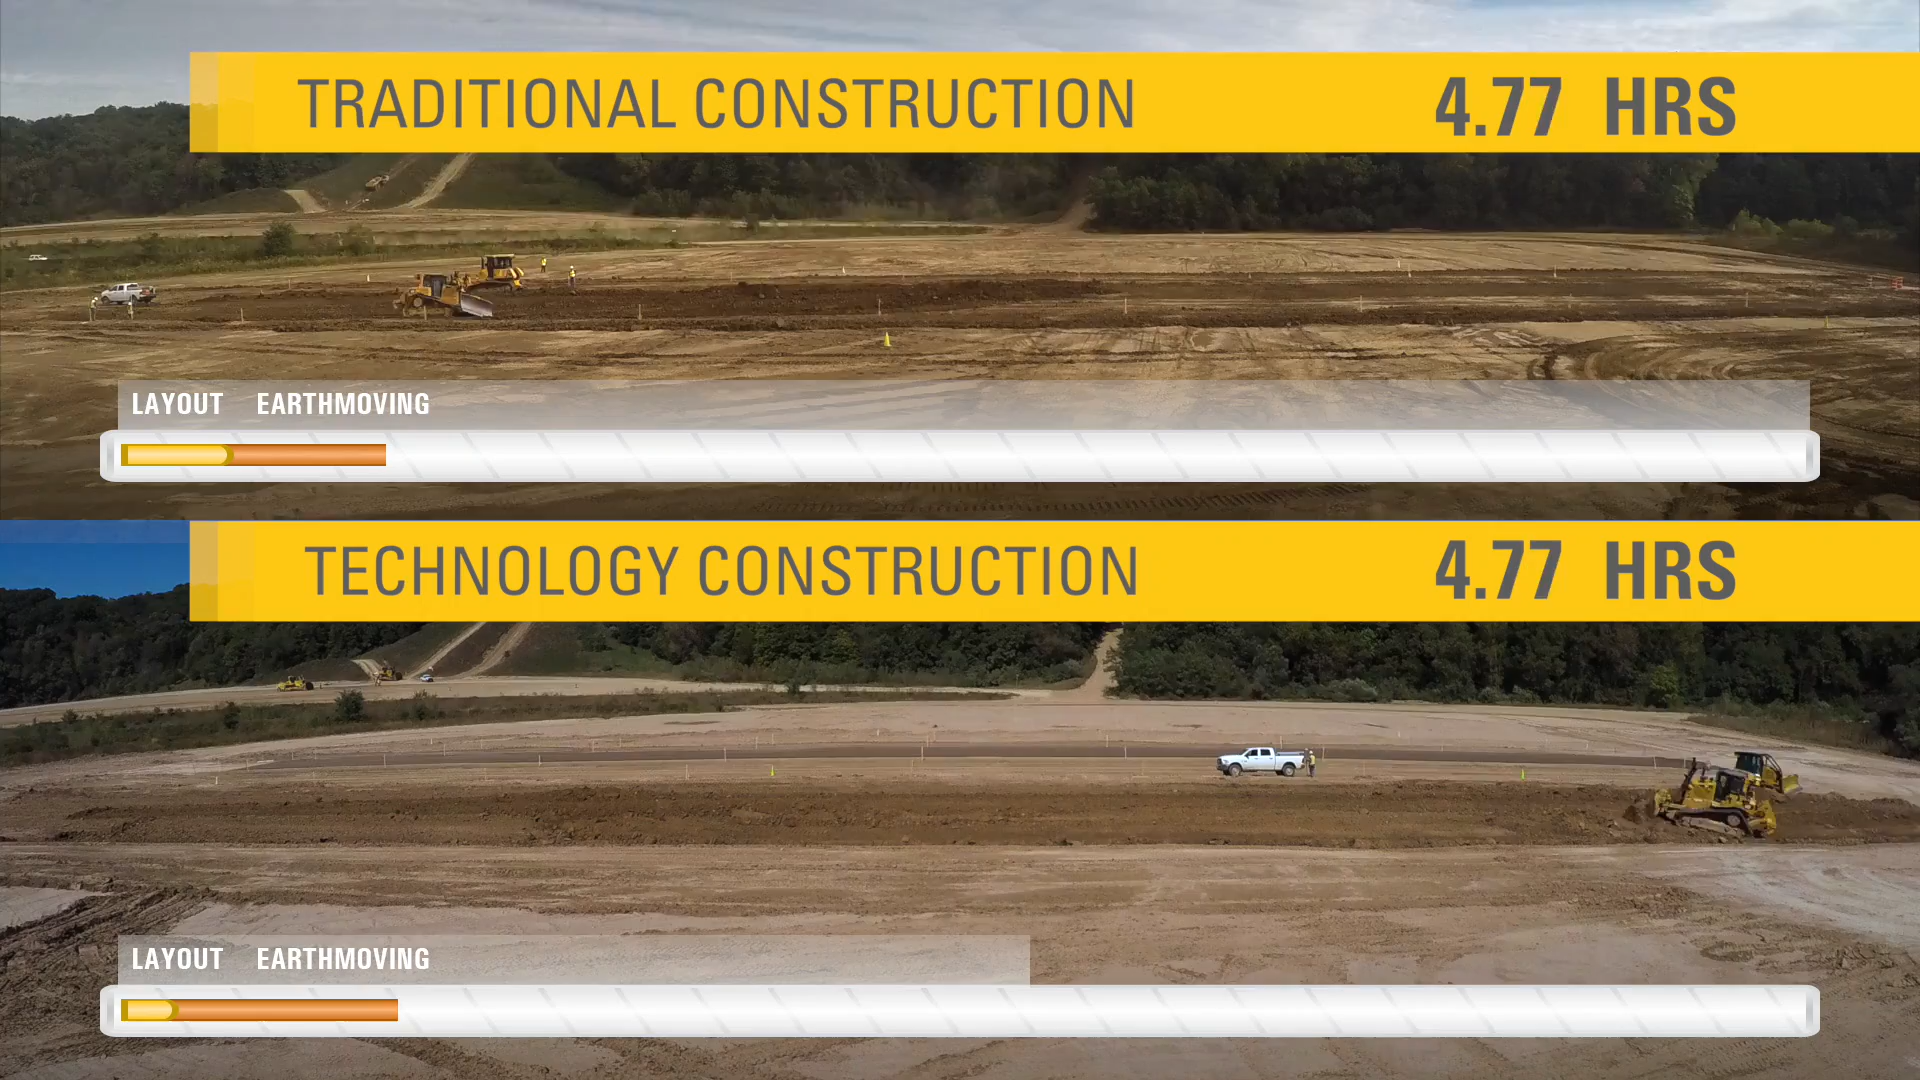 TRADITIONAL CONSTRUCTION 4.77 HRS
LAYOUT EARTHMOVING
TECHNOLOGY CONSTRUCTION 4.77 HRS
LAYOUT EARTHMOVING